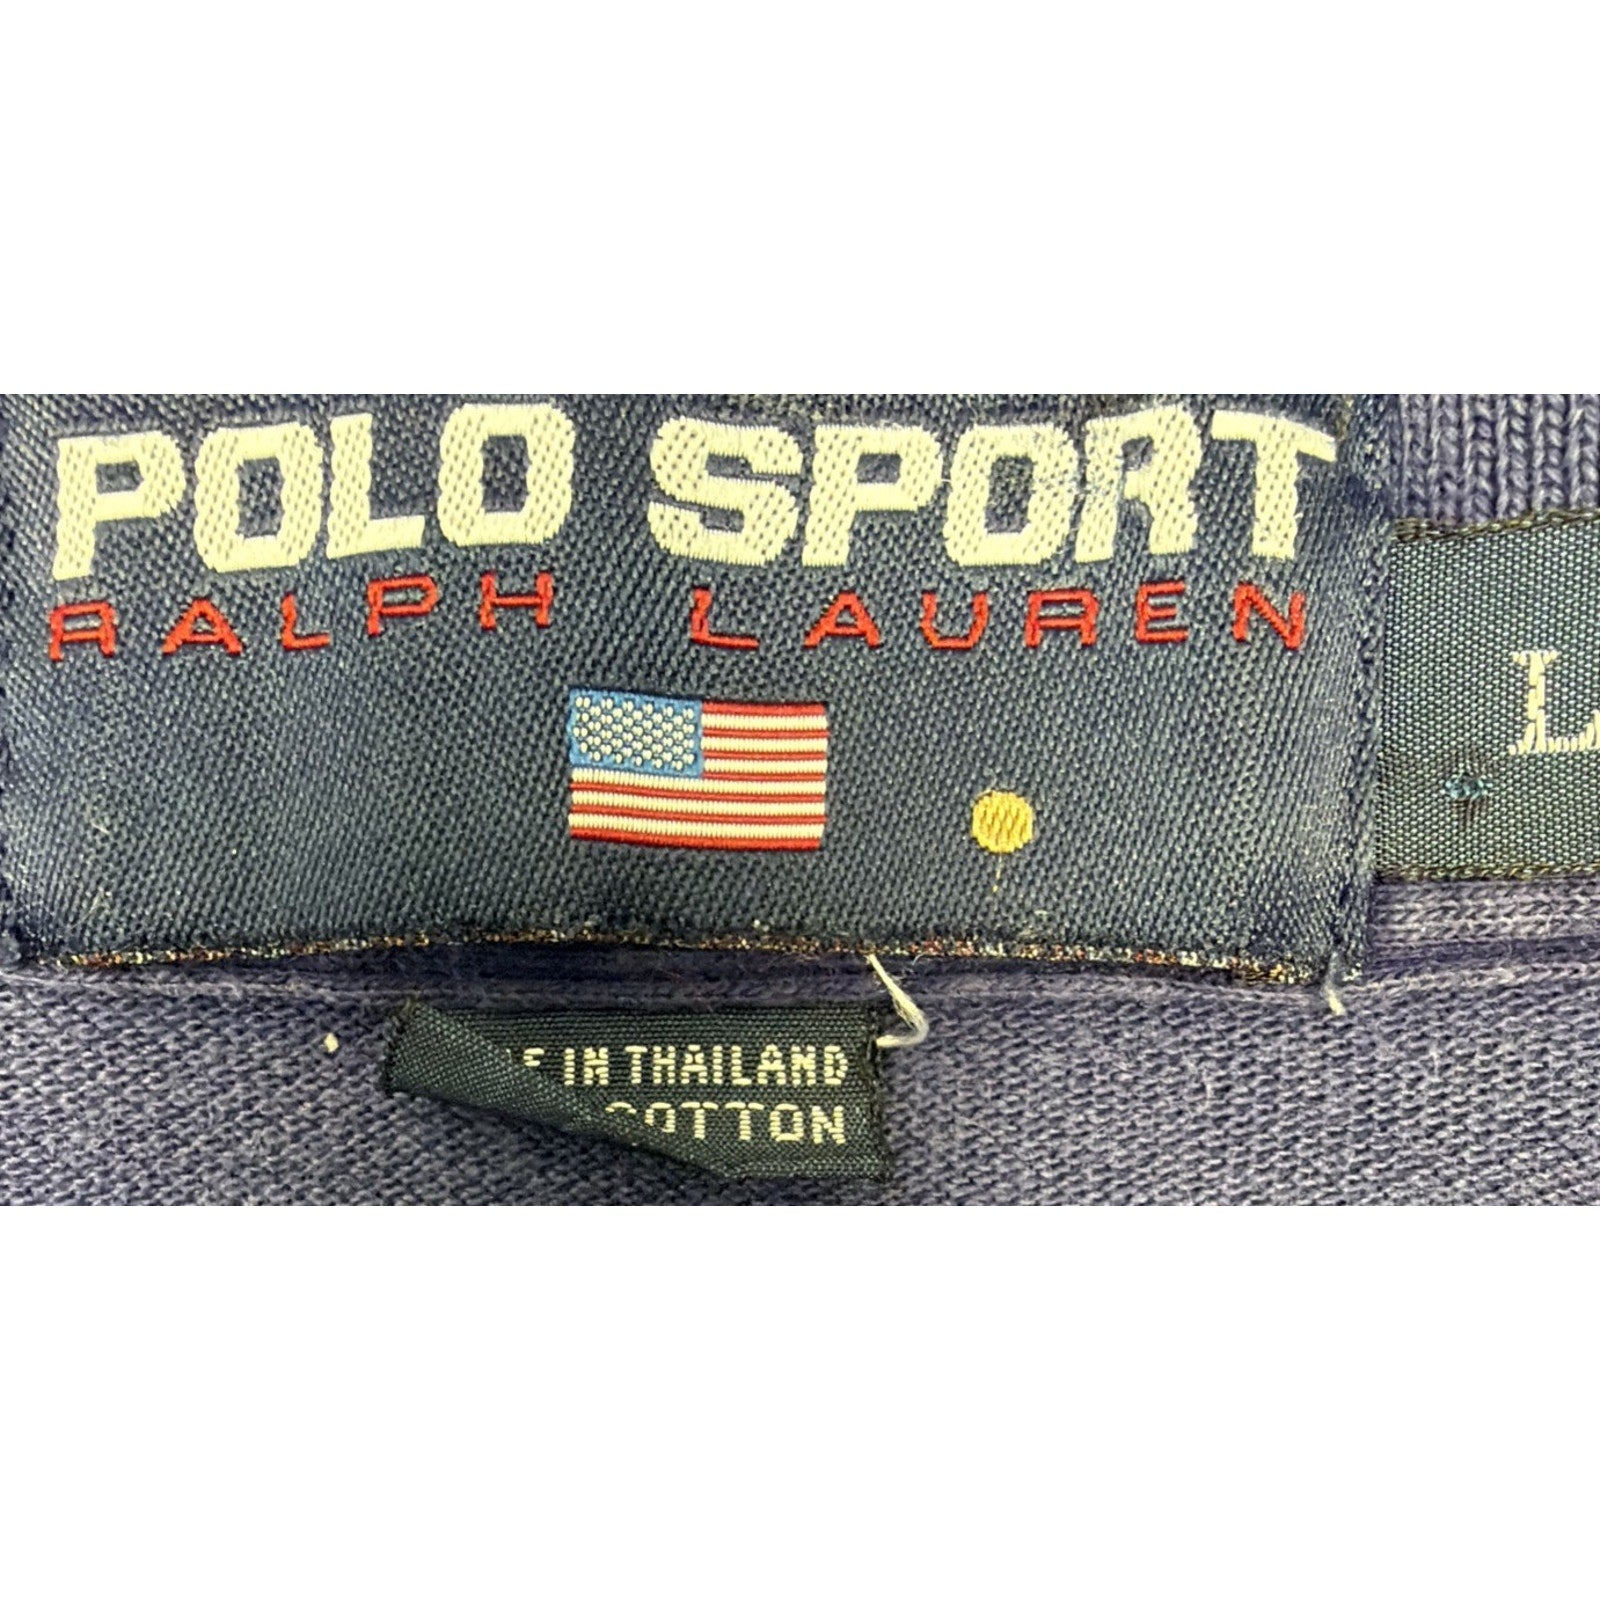 POLO SPORT
RALPH LAUREN
L
IN THAILAND
COTTON